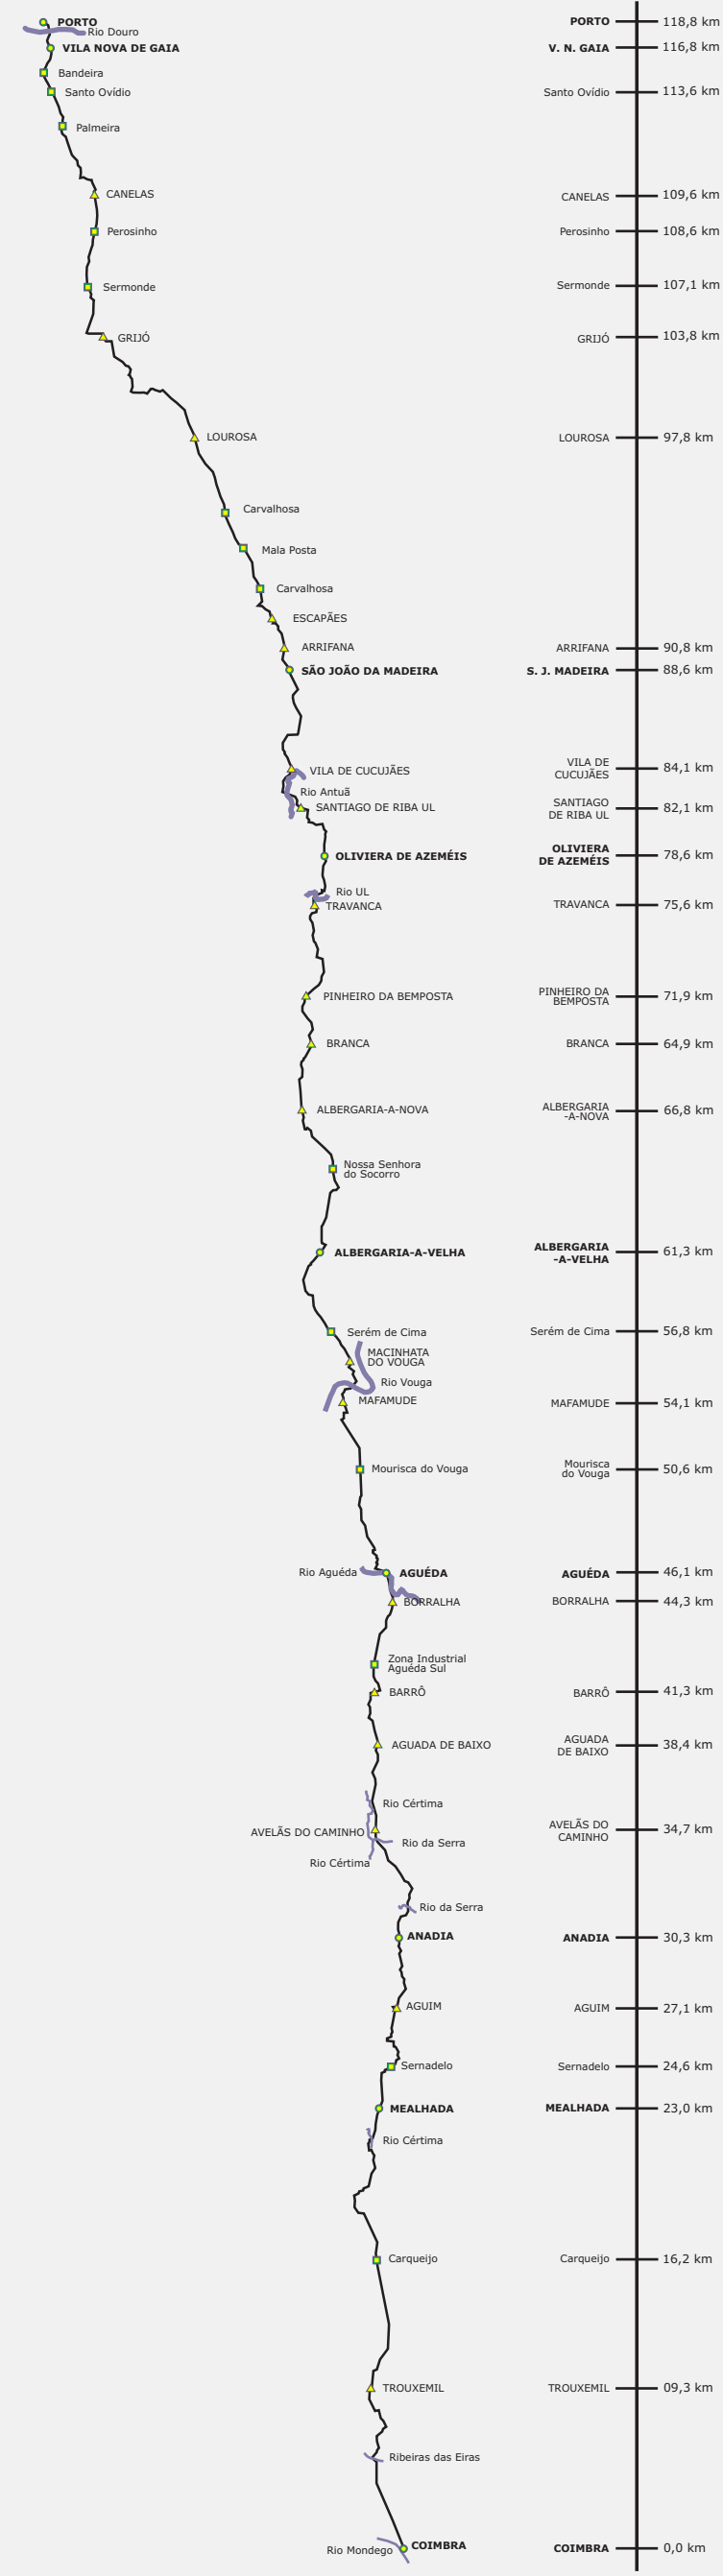 PORTO
Rio Douro
VILA NOVA DE GAIA
Bandeira
Santo Ovídio
Palmeira
CANELAS
Perosinho
Sermonde
GRIJÓ
LOUROSA
Carvalhosa
Mala Posta
Carvalhosa
ESCAPÃES
ARRIFANA
SÃO JOÃO DA MADEIRA
VILA DE CUCUJÃES
Rio Antuã
SANTIAGO DE RIBA UL
OLIVIERA DE AZEMÉIS
Rio UL
TRAVANCA
PINHEIRO DA BEMPOSTA
BRANCA
ALBERGARIA-A-NOVA
Nossa Senhora
do Socorro
ALBERGARIA-A-VELHA
Serém de Cima
MACINHATA
DO VOUGA
Rio Vouga
MAFAMUDE
Mourisca do Vouga
Rio Aguéda
AGUÉDA
BORRALHA
Zona Industrial
Aguéda Sul
BARRÔ
AGUADA DE BAIXO
Rio Cértima
AVELÃS DO CAMINHO
Rio da Serra
Rio Cértima
Rio da Serra
ANADIA
AGUIM
Sernadelo
MEALHADA
Rio Cértima
Carqueijo
TROUXEMIL
Ribeiras das Eiras
Rio Mondego
COIMBRA
PORTO 118,8 km
V. N. GAIA 116,8 km
Santo Ovídio 113,6 km
CANELAS 109,6 km
Perosinho 108,6 km
Sermonde 107,1 km
GRIJÓ 103,8 km
LOUROSA 97,8 km
ARRIFANA 90,8 km
S. J. MADEIRA 88,6 km
VILA DE
CUCUJÃES
84,1 km
SANTIAGO
DE RIBA UL
82,1 km
OLIVIERA
DE AZEMÉIS
78,6 km
TRAVANCA 75,6 km
PINHEIRO DA
BEMPOSTA
71,9 km
BRANCA 64,9 km
ALBERGARIA
-A-NOVA
66,8 km
ALBERGARIA
-A-VELHA
61,3 km
Serém de Cima 56,8 km
MAFAMUDE 54,1 km
Mourisca
do Vouga
50,6 km
AGUÉDA 46,1 km
BORRALHA 44,3 km
BARRÔ 41,3 km
AGUADA
DE BAIXO
38,4 km
AVELÃS DO
CAMINHO
34,7 km
ANADIA 30,3 km
AGUIM 27,1 km
Sernadelo 24,6 km
MEALHADA 23,0 km
Carqueijo 16,2 km
TROUXEMIL 09,3 km
COIMBRA 0,0 km